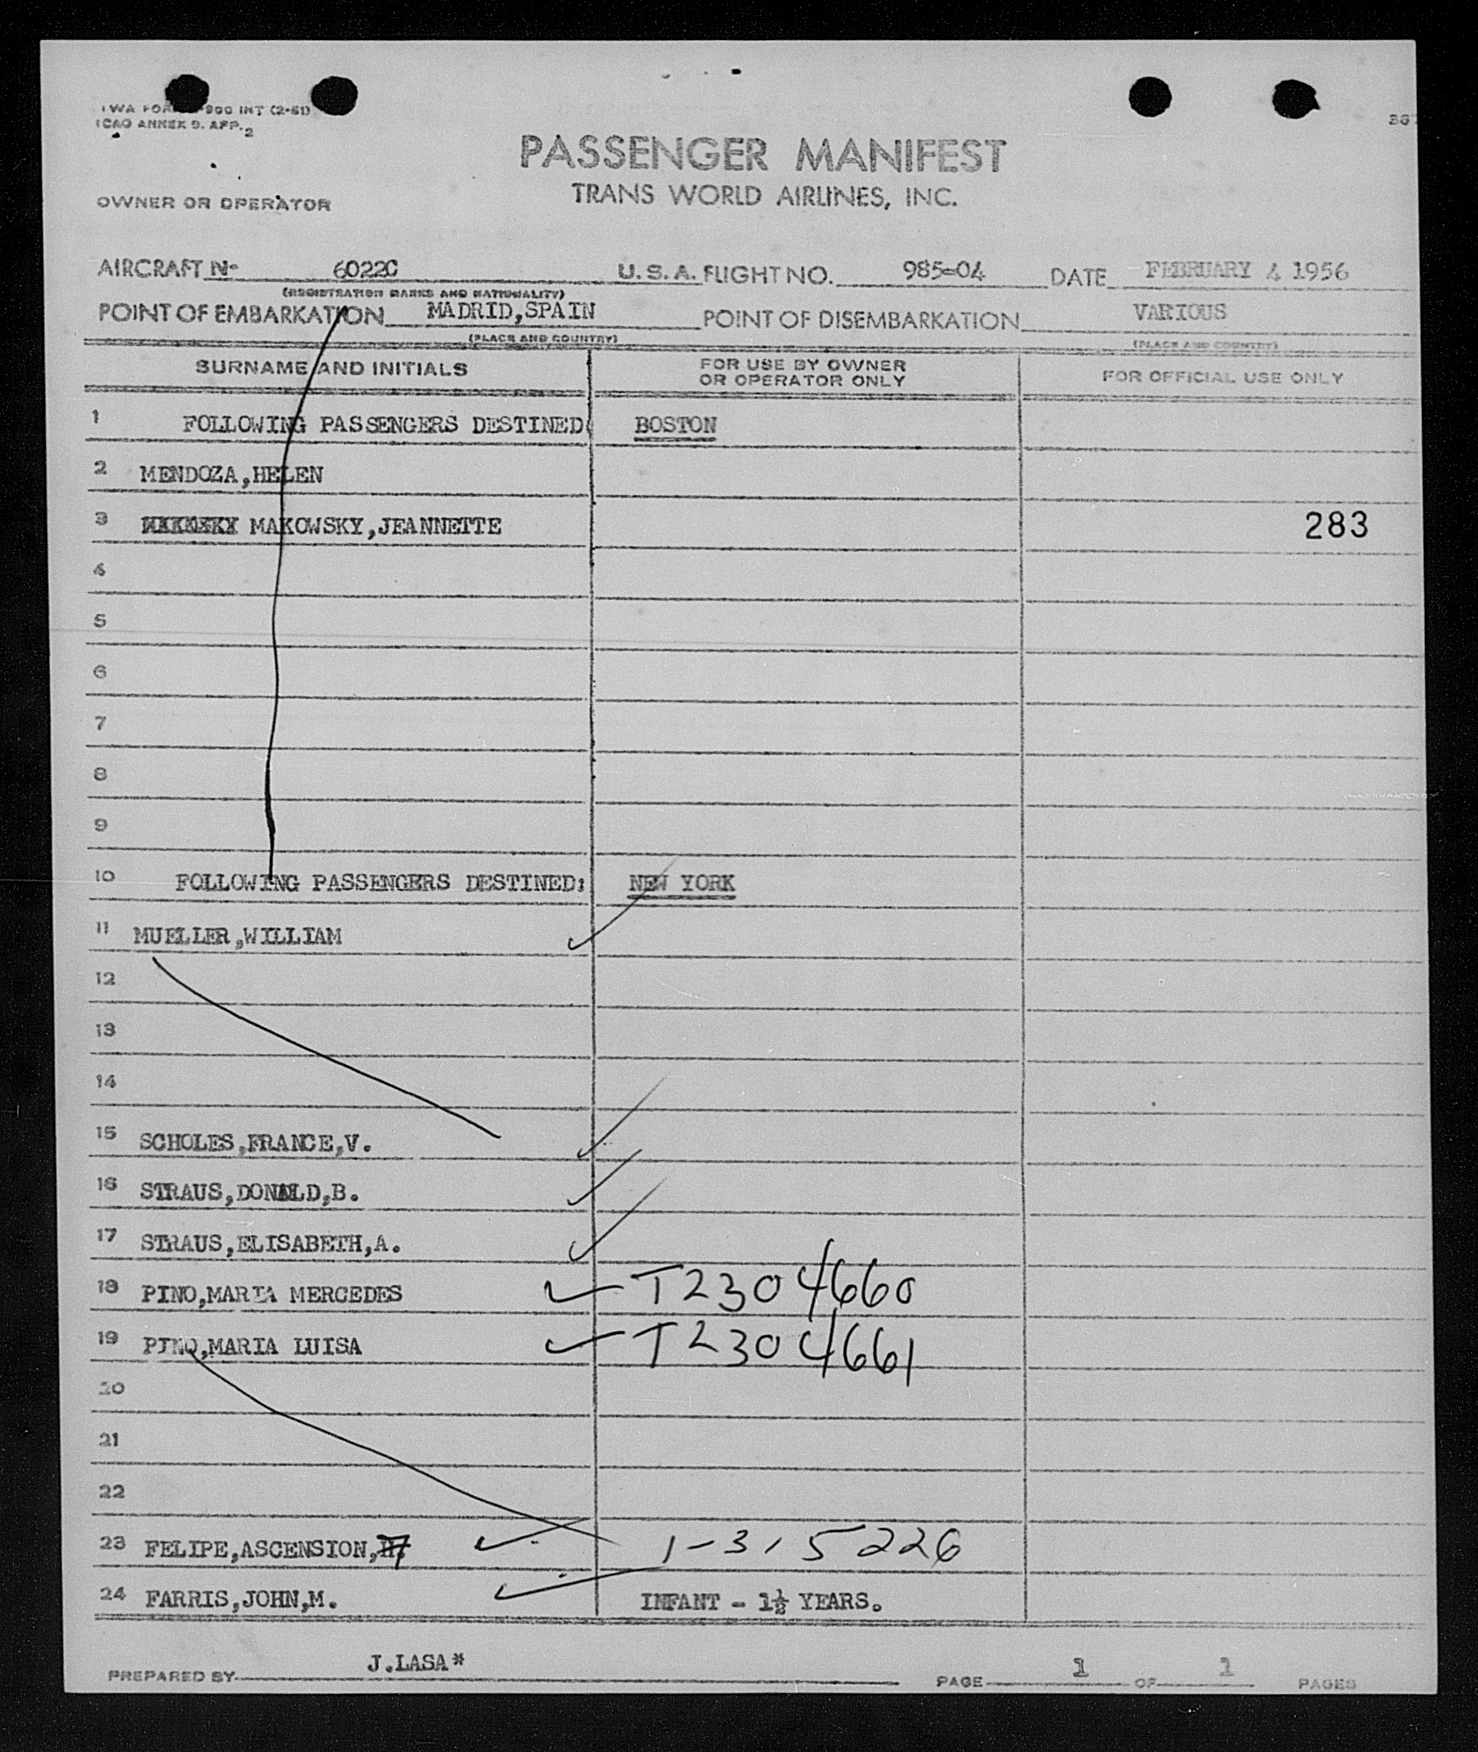 TWA FORM -900 INT (2-51)
ICAO ANNEX 9. APP. 2
PASSENGER MANIFEST
TRANS WORLD AIRLINES, INC.
OWNER OR OPERATOR
AIRCRAFT N- 6022C U.S.A. FLIGHT NO. 985-04 DATE FEBRUARY 4 1956
(REGISTRATION MARKS AND NATIONALITY)
POINT OF EMBARKATION MADRID,SPAIN POINT OF DISEMBARKATION VARIOUS
(PLACE AND COUNTRY) (PLACE AND COUNTRY)
SURNAME AND INITIALS FOR USE BY OWNER OR OPERATOR ONLY FOR OFFICIAL USE ONLY
1 FOLLOWING PASSENGERS DESTINED: BOSTON
2 MENDOZA,HELEN
3 MAKOWSKY,JEANNETTE 283
4
5
6
7
8
9
10 FOLLOWING PASSENGERS DESTINED: NEW YORK
11 MUELLER,WILLIAM
12
13
14
15 SCHOLES,FRANCE,V.
16 STRAUS,DONALD,B.
17 STRAUS,ELISABETH,A.
18 PINO,MARIA MERCEDES T2304660
19 PINO,MARIA LUISA T2304661
20
21
22
23 FELIPE,ASCENSION, 1-315226
24 FARRIS,JOHN,M. INFANT - 1½ YEARS.
PREPARED BY J.LASA* PAGE 1 OF 1 PAGES